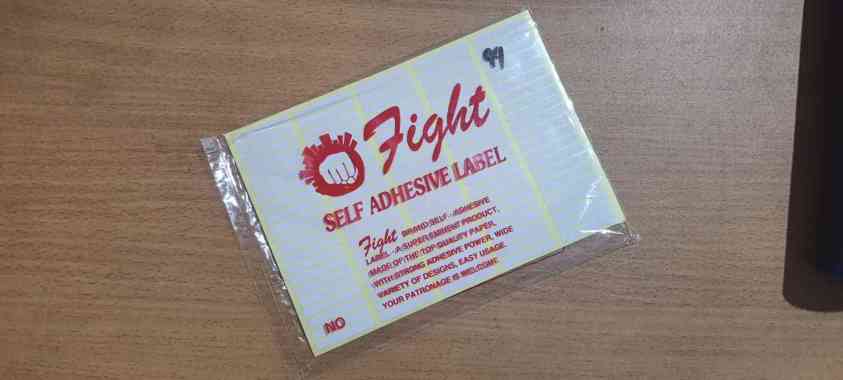 Fight
SELF ADHESIVE LABEL
Fight BRAND SELF - ADHESIVE
LABEL - A SUPER EMINENT PRODUCT,
MADE OF THE TOP QUALITY PAPER,
WITH STRONG ADHESIVE POWER, WIDE
VARIETY OF DESIGNS, EASY USAGE.
YOUR PATRONAGE IS WELCOME
NO